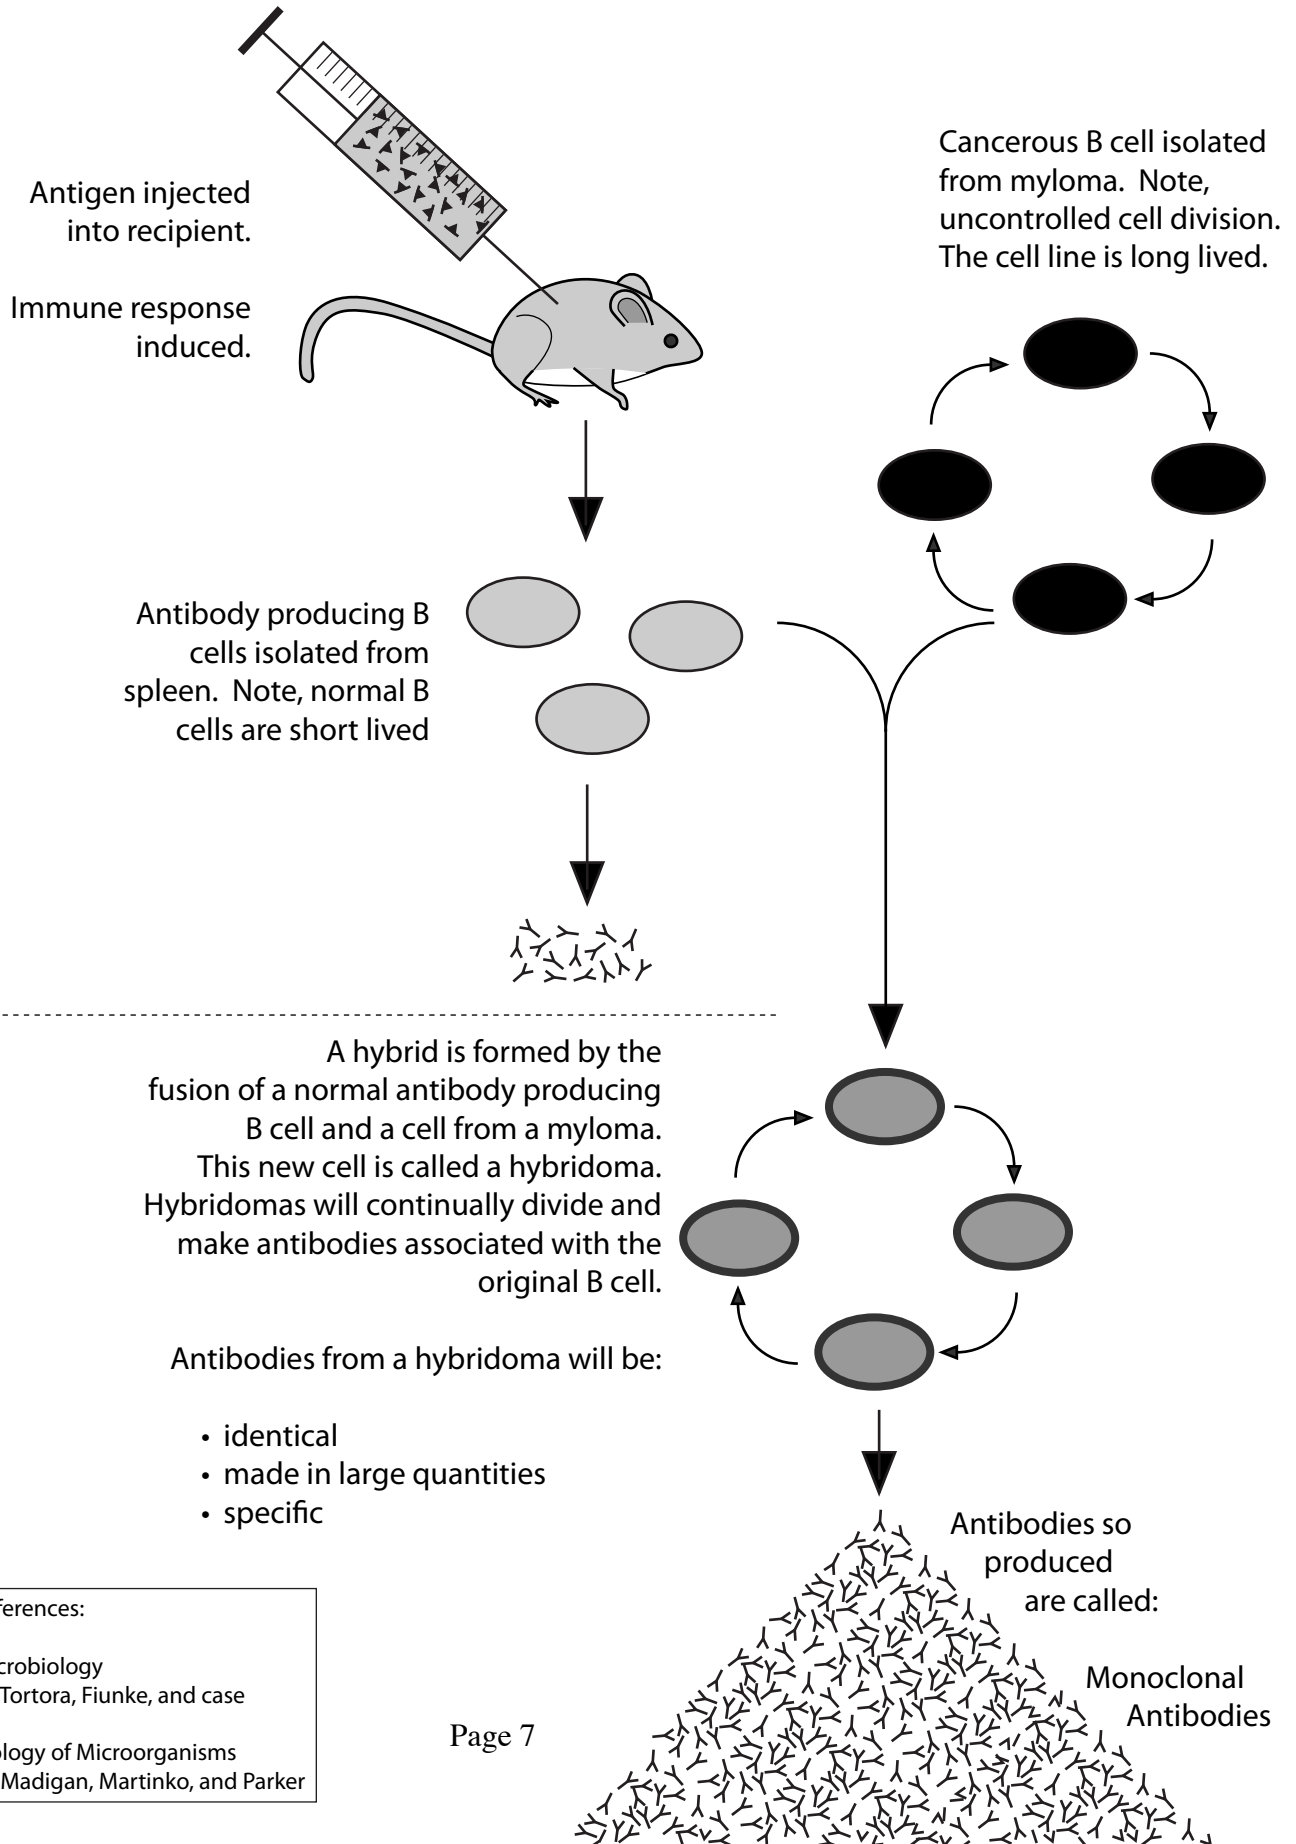 Antigen injected
into recipient.
Immune response
induced.
Cancerous B cell isolated
from myloma. Note,
uncontrolled cell division.
The cell line is long lived.
Antibody producing B
cells isolated from
spleen. Note, normal B
cells are short lived
A hybrid is formed by the
fusion of a normal antibody producing
B cell and a cell from a myloma.
This new cell is called a hybridoma.
Hybridomas will continually divide and
make antibodies associated with the
original B cell.
Antibodies from a hybridoma will be:
• identical
• made in large quantities
• specific
Antibodies so
produced
are called:
Monoclonal
Antibodies
ferences:
crobiology
Tortora, Fiunke, and case
ology of Microorganisms
Madigan, Martinko, and Parker
Page 7